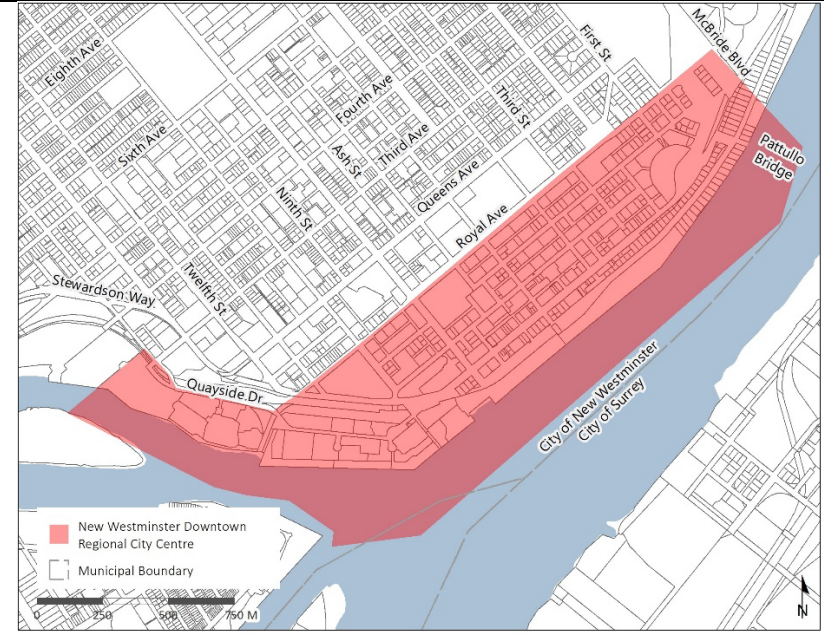 McBride Blvd
First St
Eighth Ave
Fourth Ave
Third St
Sixth Ave
Third Ave
Ash St
Pattullo
Bridge
Queens Ave
Ninth St
Royal Ave
Twelfth St
Stewardson Way
Quayside Dr
City of New Westminster
City of Surrey
New Westminster Downtown
Regional City Centre
Municipal Boundary
0 250 500 750 M
N